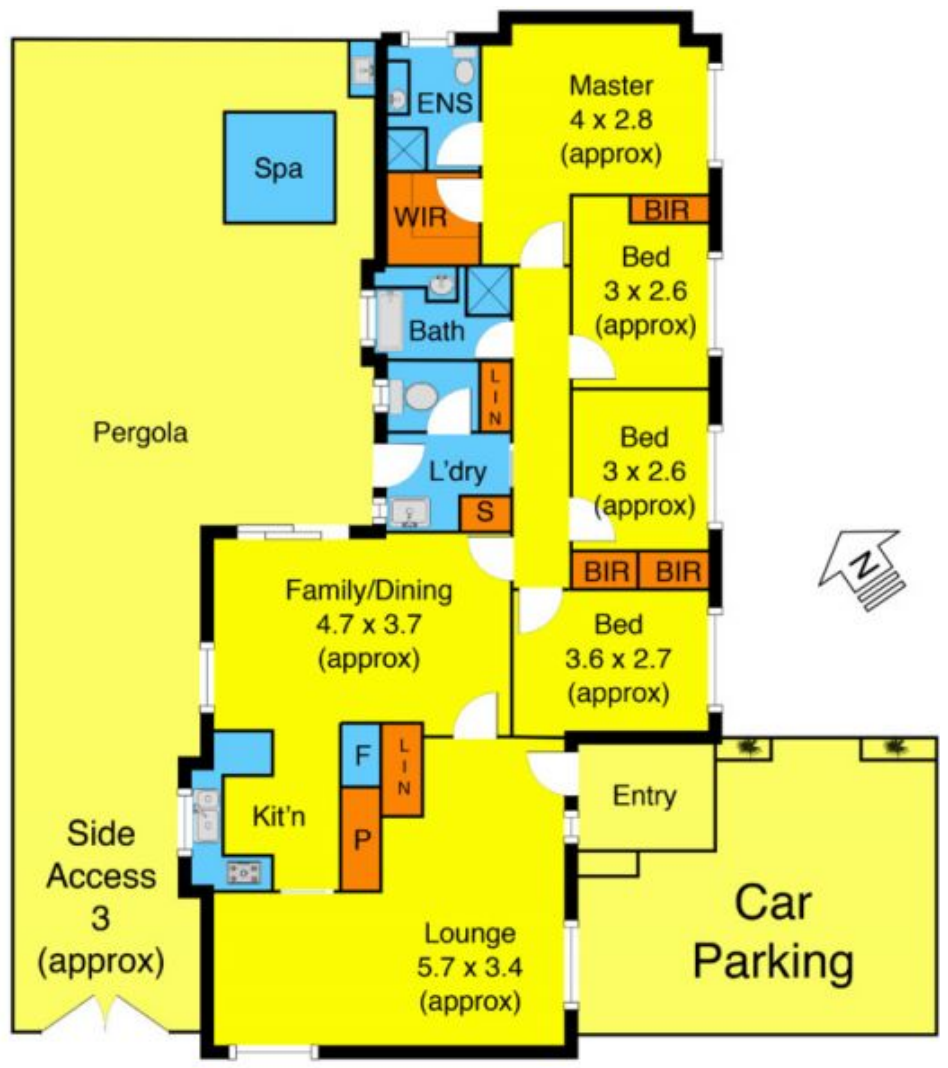 ENS
Master
4 x 2.8
(approx)
Spa
WIR
BIR
Bed
3 x 2.6
(approx)
Bath
LIN
Pergola
Bed
3 x 2.6
(approx)
L'dry
S
N
BIR
BIR
Family/Dining
4.7 x 3.7
(approx)
Bed
3.6 x 2.7
(approx)
F
LIN
Entry
Kit'n
P
Side
Access
3
(approx)
Car
Parking
Lounge
5.7 x 3.4
(approx)